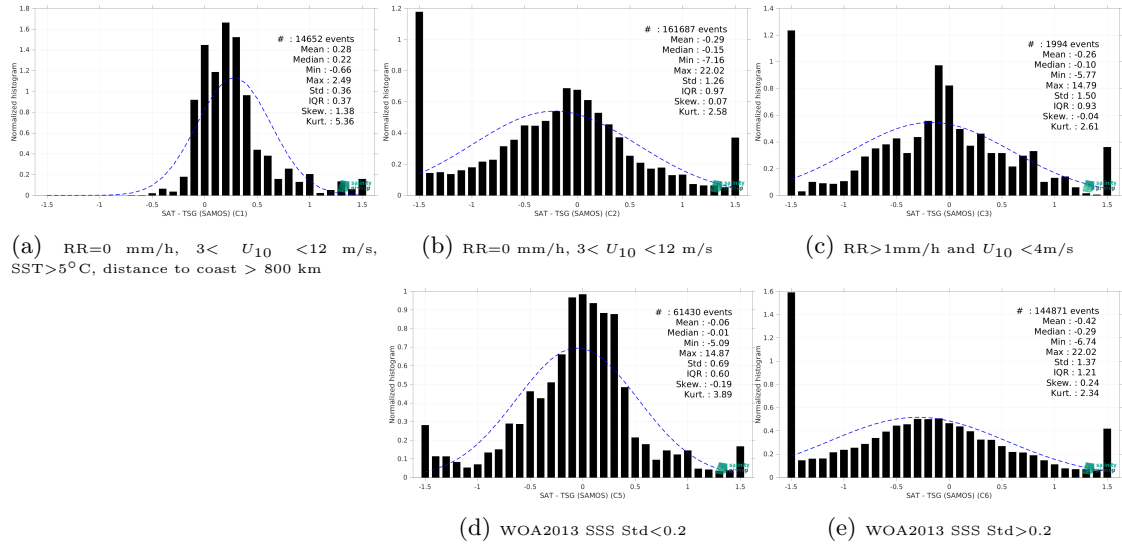 1.8
1.6
1.4
1.2
1
0.8
0.6
0.4
0.2
0
Normalized histogram
-1.5 -1 -0.5 0 0.5 1 1.5
SAT - TSG (SAMOS) (C1)
# : 14652 events
Mean : 0.28
Median : 0.22
Min : -0.66
Max : 2.49
Std : 0.36
IQR : 0.37
Skew. : 1.38
Kurt. : 5.36
(a) RR=0 mm/h, 3< U10 <12 m/s,
SST>5°C, distance to coast > 800 km
1.2
1
0.8
0.6
0.4
0.2
0
Normalized histogram
-1.5 -1 -0.5 0 0.5 1 1.5
SAT - TSG (SAMOS) (C2)
# : 161687 events
Mean : -0.29
Median : -0.15
Min : -7.16
Max : 22.02
Std : 1.26
IQR : 0.97
Skew. : 0.07
Kurt. : 2.58
(b) RR=0 mm/h, 3< U10 <12 m/s
1.4
1.2
1
0.8
0.6
0.4
0.2
0
Normalized histogram
-1.5 -1 -0.5 0 0.5 1 1.5
SAT - TSG (SAMOS) (C3)
# : 1994 events
Mean : -0.26
Median : -0.10
Min : -5.77
Max : 14.79
Std : 1.50
IQR : 0.93
Skew. : -0.04
Kurt. : 2.61
(c) RR>1mm/h and U10 <4m/s
1
0.9
0.8
0.7
0.6
0.5
0.4
0.3
0.2
0.1
0
Normalized histogram
-1.5 -1 -0.5 0 0.5 1 1.5
SAT - TSG (SAMOS) (C5)
# : 61430 events
Mean : -0.06
Median : -0.01
Min : -5.09
Max : 14.87
Std : 0.69
IQR : 0.60
Skew. : -0.19
Kurt. : 3.89
(d) WOA2013 SSS Std<0.2
1.6
1.4
1.2
1
0.8
0.6
0.4
0.2
0
Normalized histogram
-1.5 -1 -0.5 0 0.5 1 1.5
SAT - TSG (SAMOS) (C6)
# : 144871 events
Mean : -0.42
Median : -0.29
Min : -6.74
Max : 22.02
Std : 1.37
IQR : 1.21
Skew. : 0.24
Kurt. : 2.34
(e) WOA2013 SSS Std>0.2